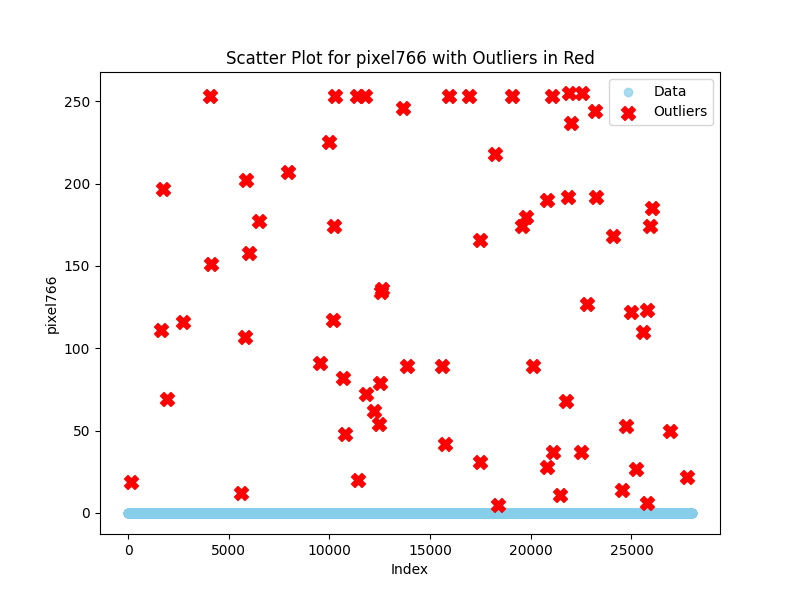 Scatter Plot for pixel766 with Outliers in Red
Data
Outliers
250
200
150
100
50
0
pixel766
0 5000 10000 15000 20000 25000
Index